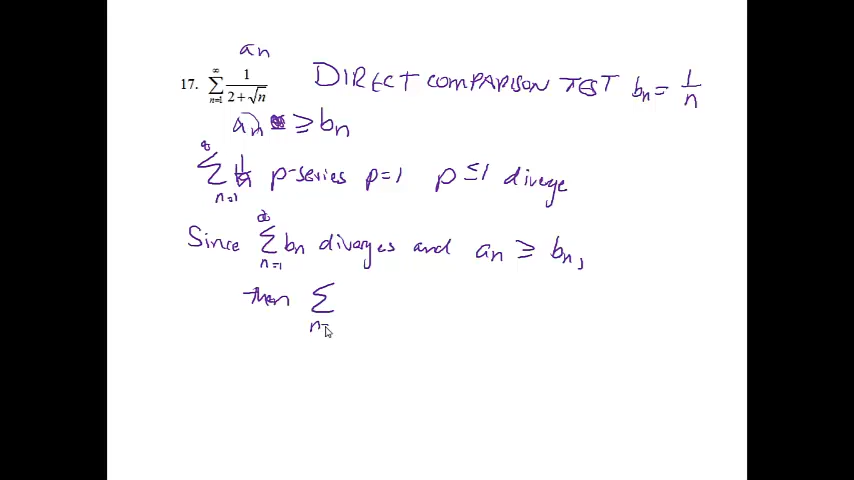 an
17. ∞ ∑ n=1 1/(2+√n) DIRECT COMPARISON TEST bn = 1/n
an ≥ bn
∞ ∑ n=1 1/n p-series p=1 p ≤ 1 diverge
Since ∞ ∑ n=1 bn diverges and an ≥ bn,
then ∑ n=